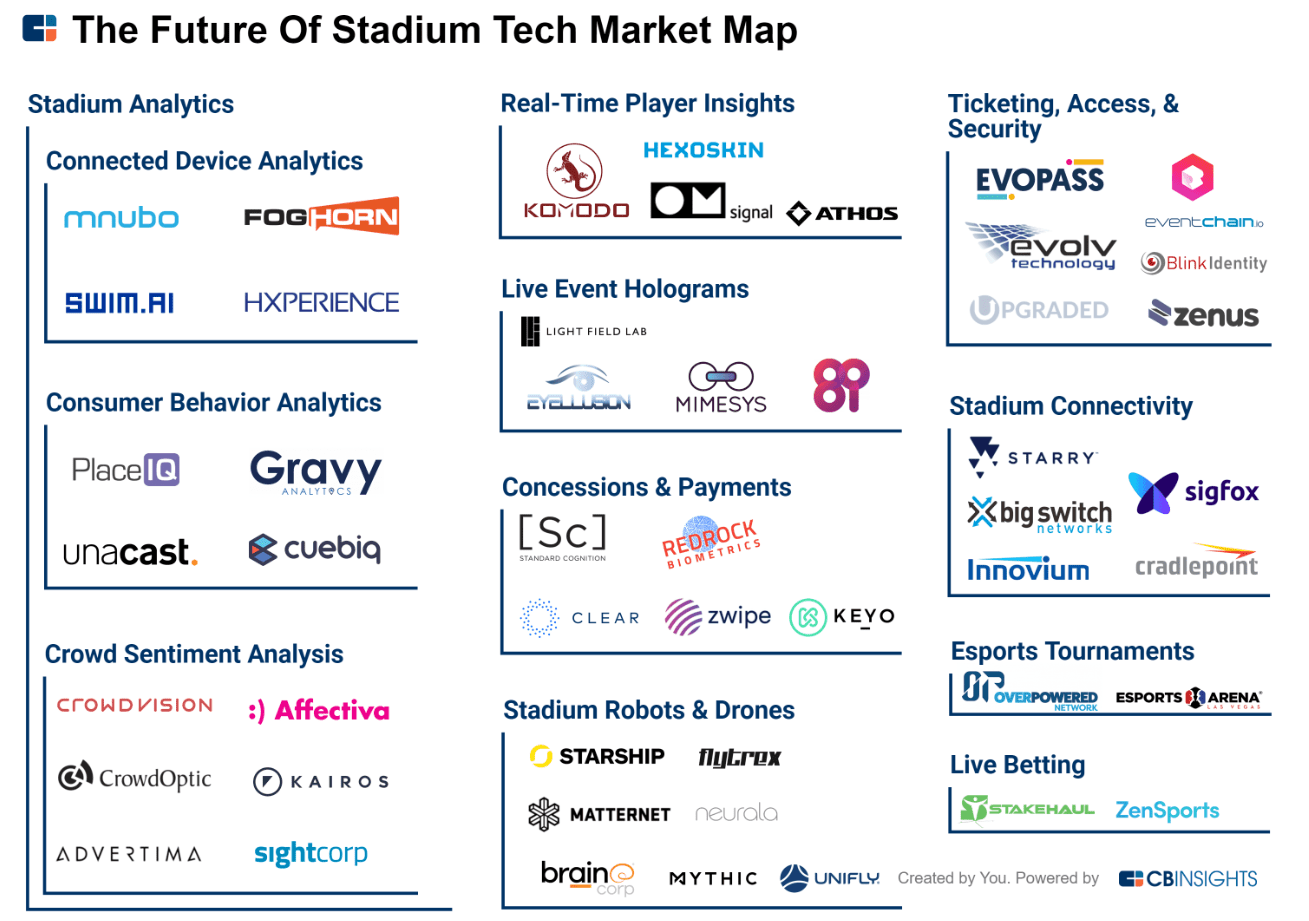 The Future Of Stadium Tech Market Map
Stadium Analytics
Connected Device Analytics
mnubo
FOGHORN
SWIM.AI
HXPERIENCE
Consumer Behavior Analytics
PlaceIQ
Gravy
ANALYTICS
unacast.
cuebiq
Crowd Sentiment Analysis
CROWDVISION
:) Affectiva
CrowdOptic
KAIROS
ADVERTIMA
sightcorp
Real-Time Player Insights
KOMODO
HEXOSKIN
OM signal
ATHOS
Live Event Holograms
LIGHT FIELD LAB
EYELLUSION
MIMESYS
8i
Concessions & Payments
[Sc]
STANDARD COGNITION
REDROCK
BIOMETRICS
CLEAR
zwipe
KEYO
Stadium Robots & Drones
STARSHIP
flytrex
MATTERNET
neurala
brain
corp
MYTHIC
UNIFLY
Ticketing, Access, &
Security
EVOPASS
eventchain.io
evolv
technology
BlinkIdentity
UPGRADED
zenus
Stadium Connectivity
STARRY
sigfox
big switch
networks
Innovium
cradlepoint
Esports Tournaments
OP
OVERPOWERED
NETWORK
ESPORTS ARENA
LAS VEGAS
Live Betting
STAKEHAUL
ZenSports
Created by You. Powered by
CBINSIGHTS